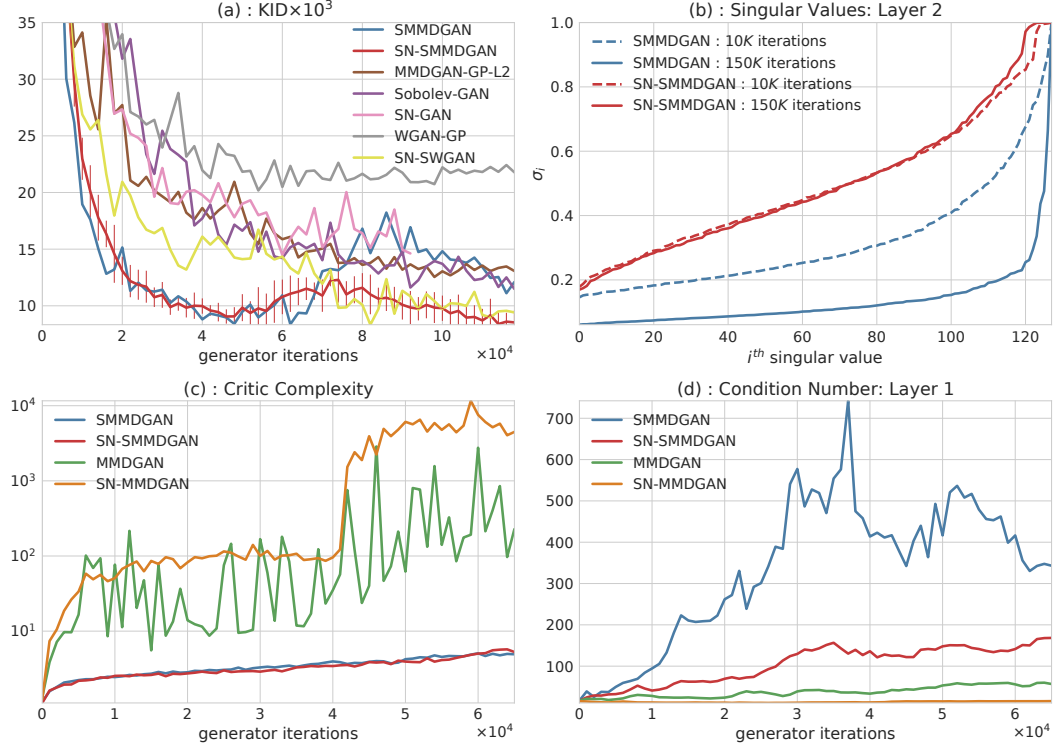 (a) : KID×10³
35
30
25
20
15
10
0
20
40
60
80
100
generator iterations
×10⁴
SMMDGAN
SN-SMMDGAN
MMDGAN-GP-L2
Sobolev-GAN
SN-GAN
WGAN-GP
SN-SWGAN
(b) : Singular Values: Layer 2
1.0
0.8
0.6
0.4
0.2
σᵢ
0
20
40
60
80
100
120
iᵗʰ singular value
SMMDGAN : 10K iterations
SMMDGAN : 150K iterations
SN-SMMDGAN : 10K iterations
SN-SMMDGAN : 150K iterations
(c) : Critic Complexity
10⁴
10³
10²
10¹
0
1
2
3
4
5
6
generator iterations
×10⁴
SMMDGAN
SN-SMMDGAN
MMDGAN
SN-MMDGAN
(d) : Condition Number: Layer 1
700
600
500
400
300
200
100
0
1
2
3
4
5
6
generator iterations
×10⁴
SMMDGAN
SN-SMMDGAN
MMDGAN
SN-MMDGAN